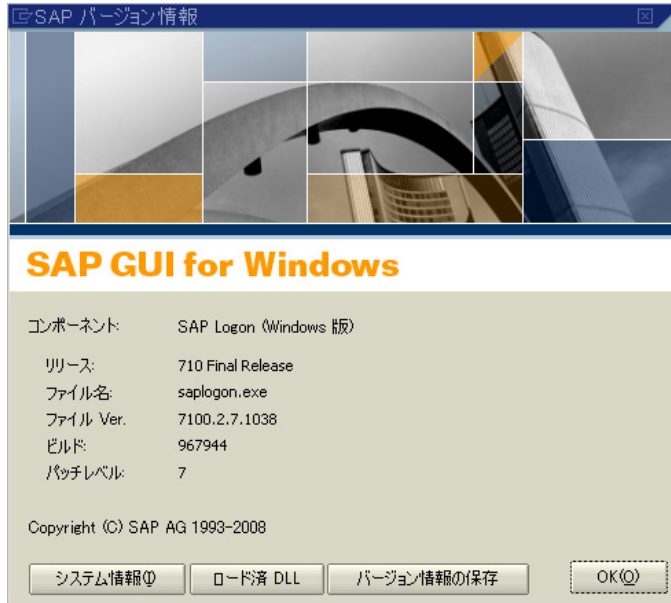 SAP バージョン情報
SAP GUI for Windows
コンポーネント: SAP Logon (Windows 版)
リリース: 710 Final Release
ファイル名: saplogon.exe
ファイル Ver. 7100.2.7.1038
ビルド: 967944
パッチレベル: 7
Copyright (C) SAP AG 1993-2008
システム情報(I) ロード済 DLL バージョン情報の保存 OK(O)